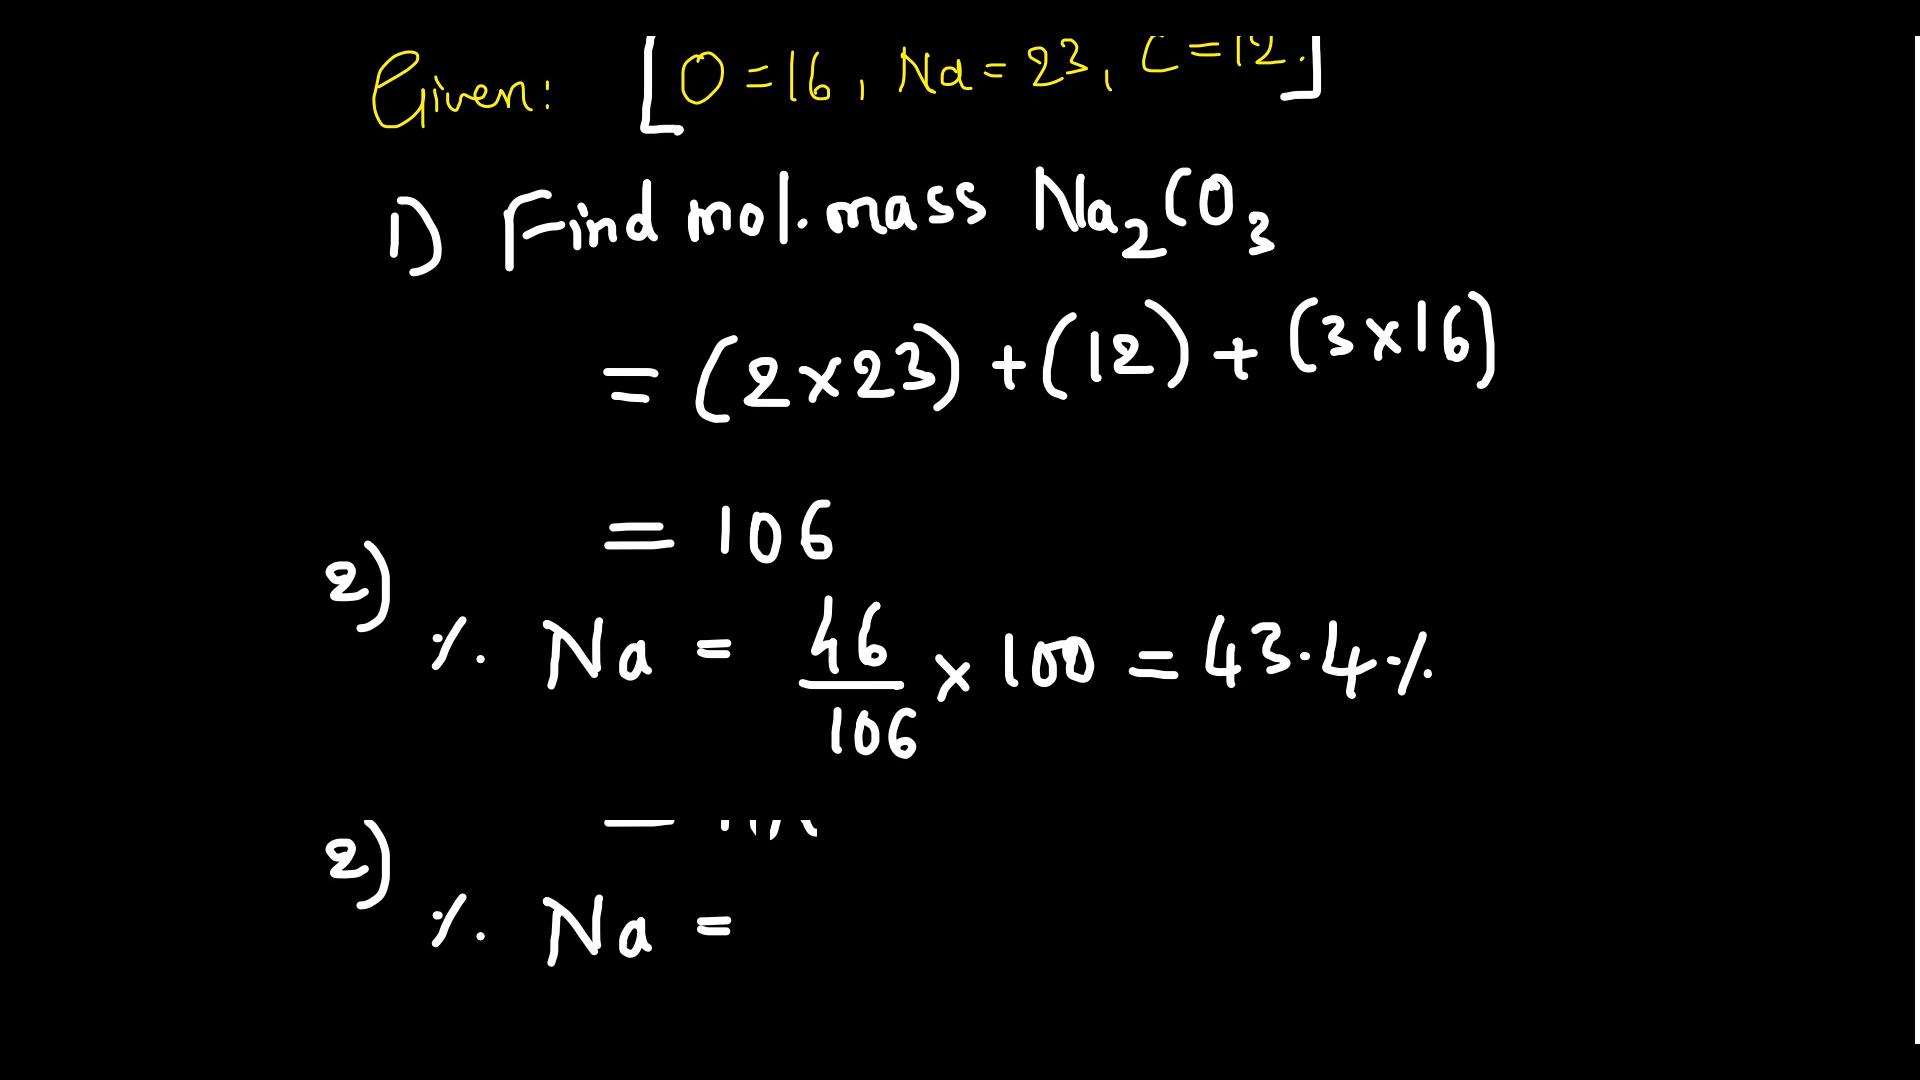 Given: [O = 16, Na = 23, C = 12.]
1) Find mol. mass Na₂CO₃
= (2 x 23) + (12) + (3 x 16)
= 106
2)
% Na = 46/106 x 100 = 43.4 %
2)
% Na =